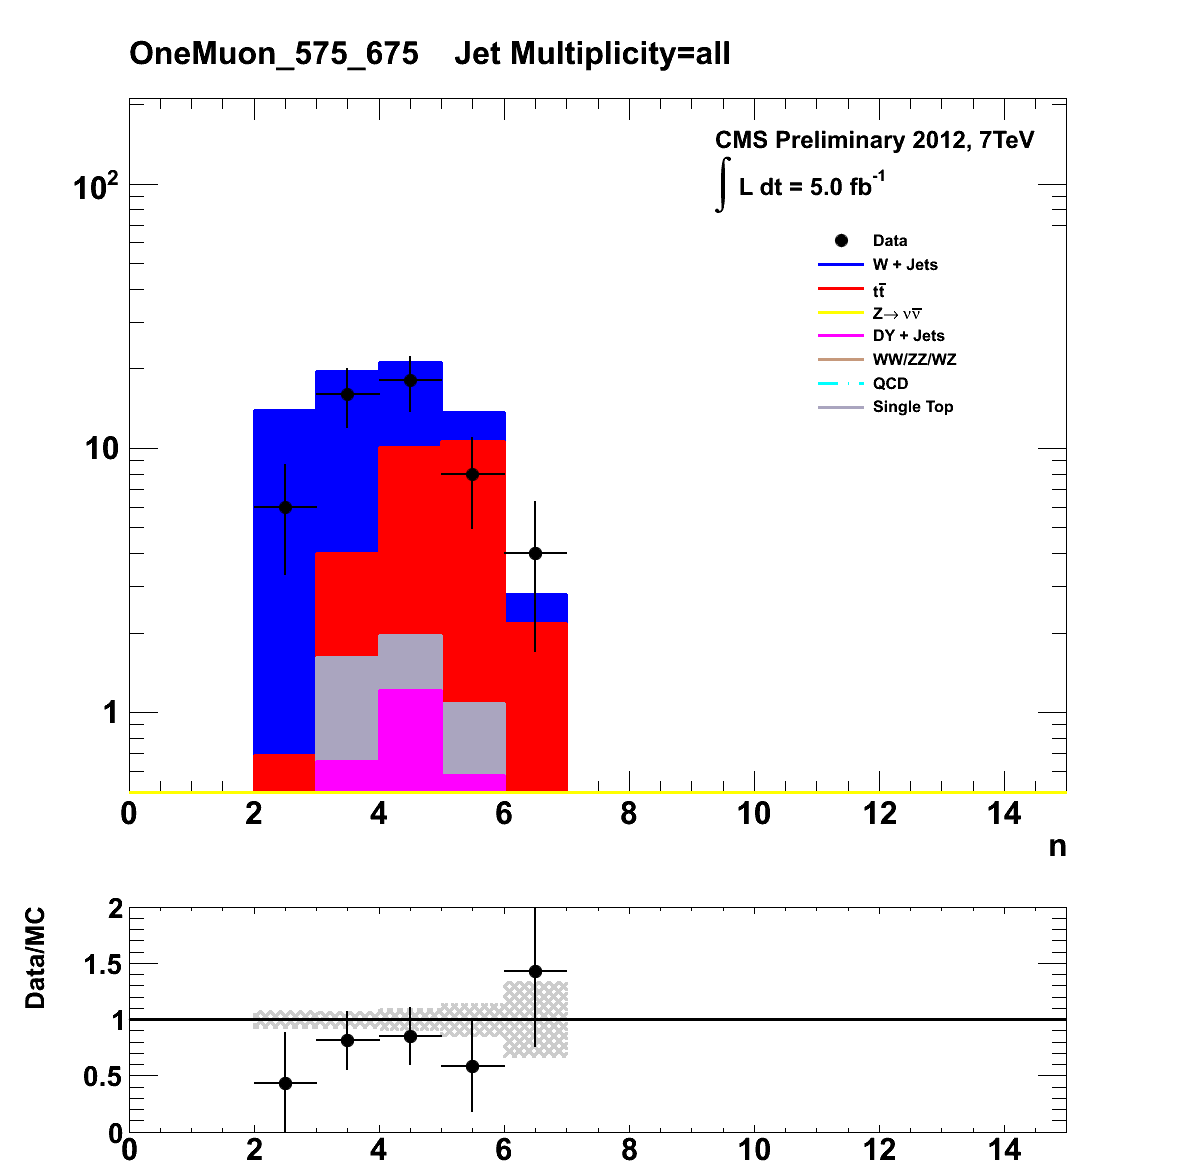 OneMuon_575_675    Jet Multiplicity=all
CMS Preliminary 2012, 7TeV
∫ L dt = 5.0 fb⁻¹
Data
W + Jets
tt̅
Z→ νν̅
DY + Jets
WW/ZZ/WZ
QCD
Single Top
10²
10
1
0 2 4 6 8 10 12 14
n
Data/MC
2
1.5
1
0.5
0
0 2 4 6 8 10 12 14